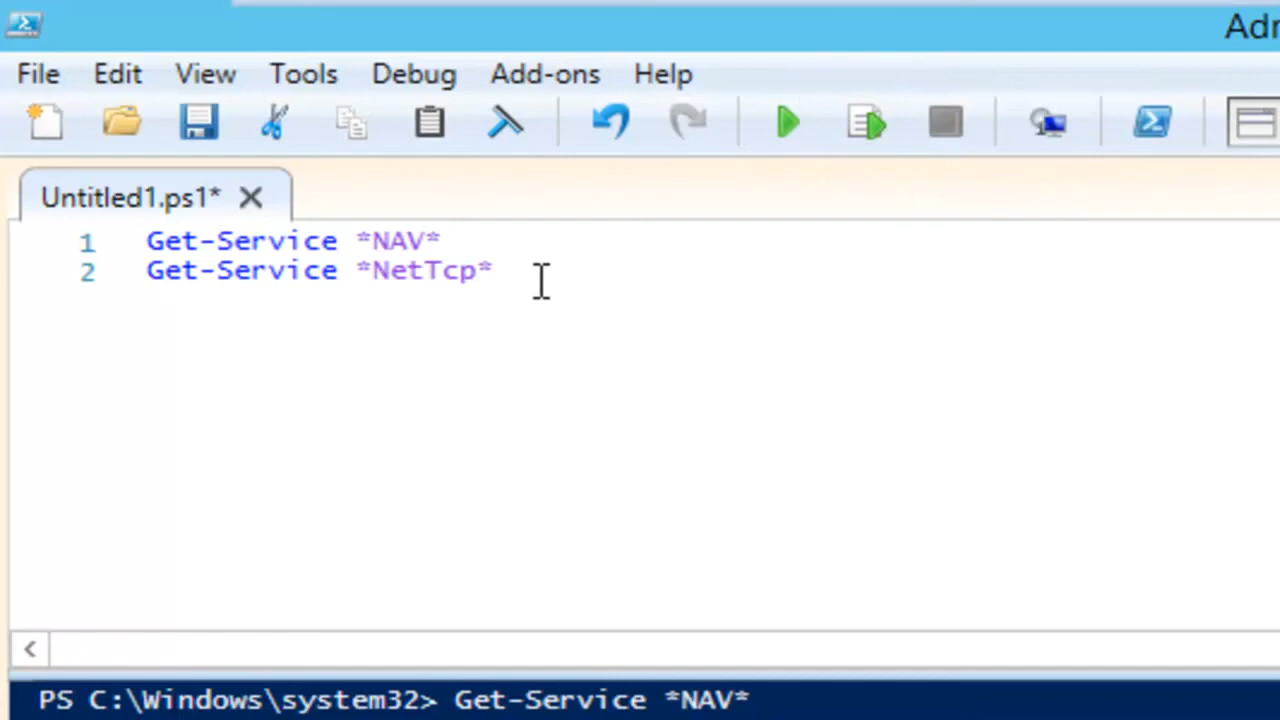 Adr
File Edit View Tools Debug Add-ons Help
Untitled1.ps1*
1 Get-Service *NAV*
2 Get-Service *NetTcp*
PS C:\Windows\system32> Get-Service *NAV*